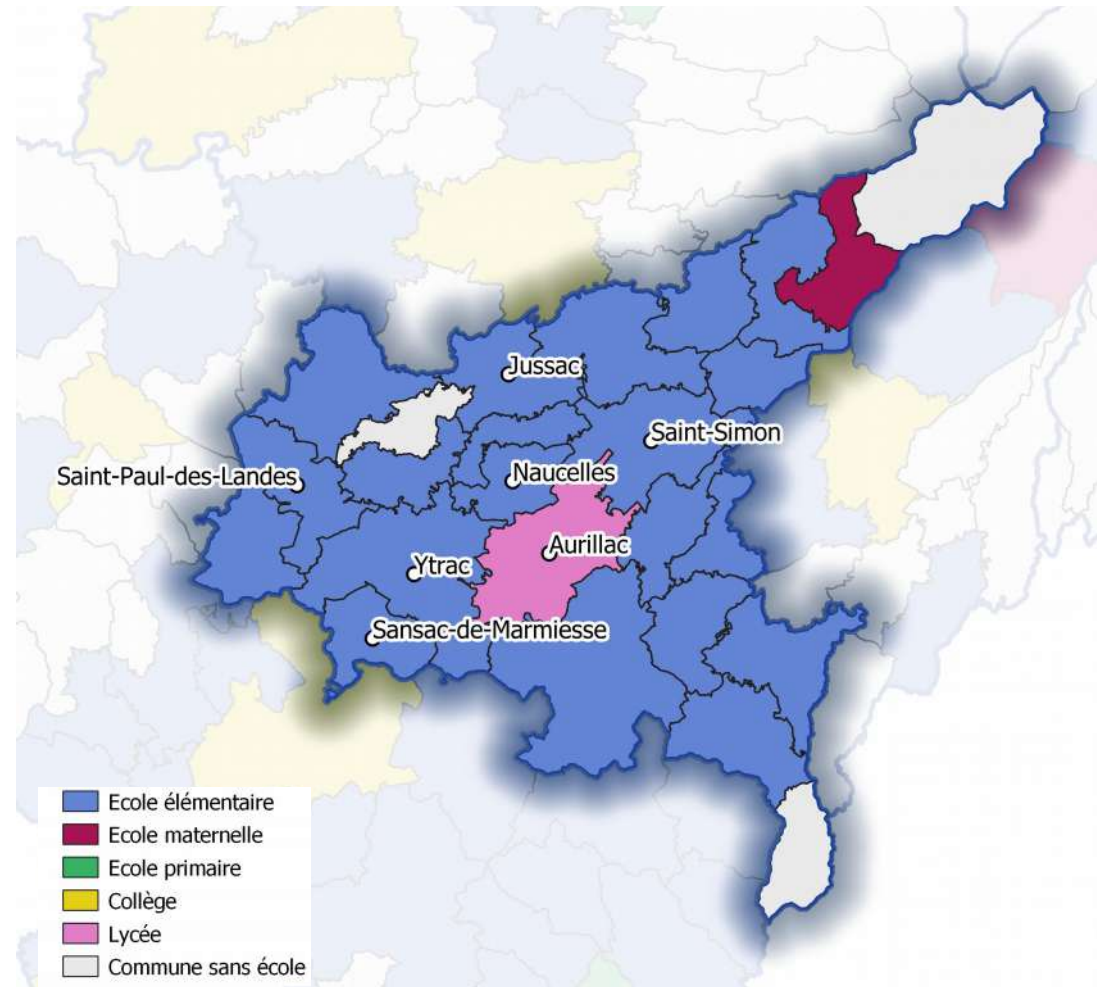 Jussac
Saint-Simon
Saint-Paul-des-Landes
Naucelles
Aurillac
Ytrac
Sansac-de-Marmiesse
Ecole élémentaire
Ecole maternelle
Ecole primaire
Collège
Lycée
Commune sans école